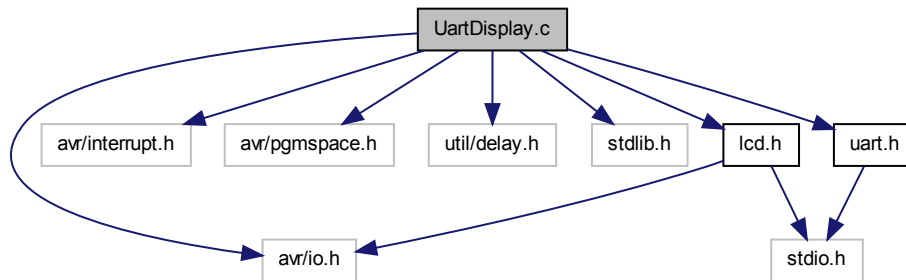 UartDisplay.c
avr/interrupt.h
avr/pgmspace.h
util/delay.h
stdlib.h
lcd.h
uart.h
avr/io.h
stdio.h